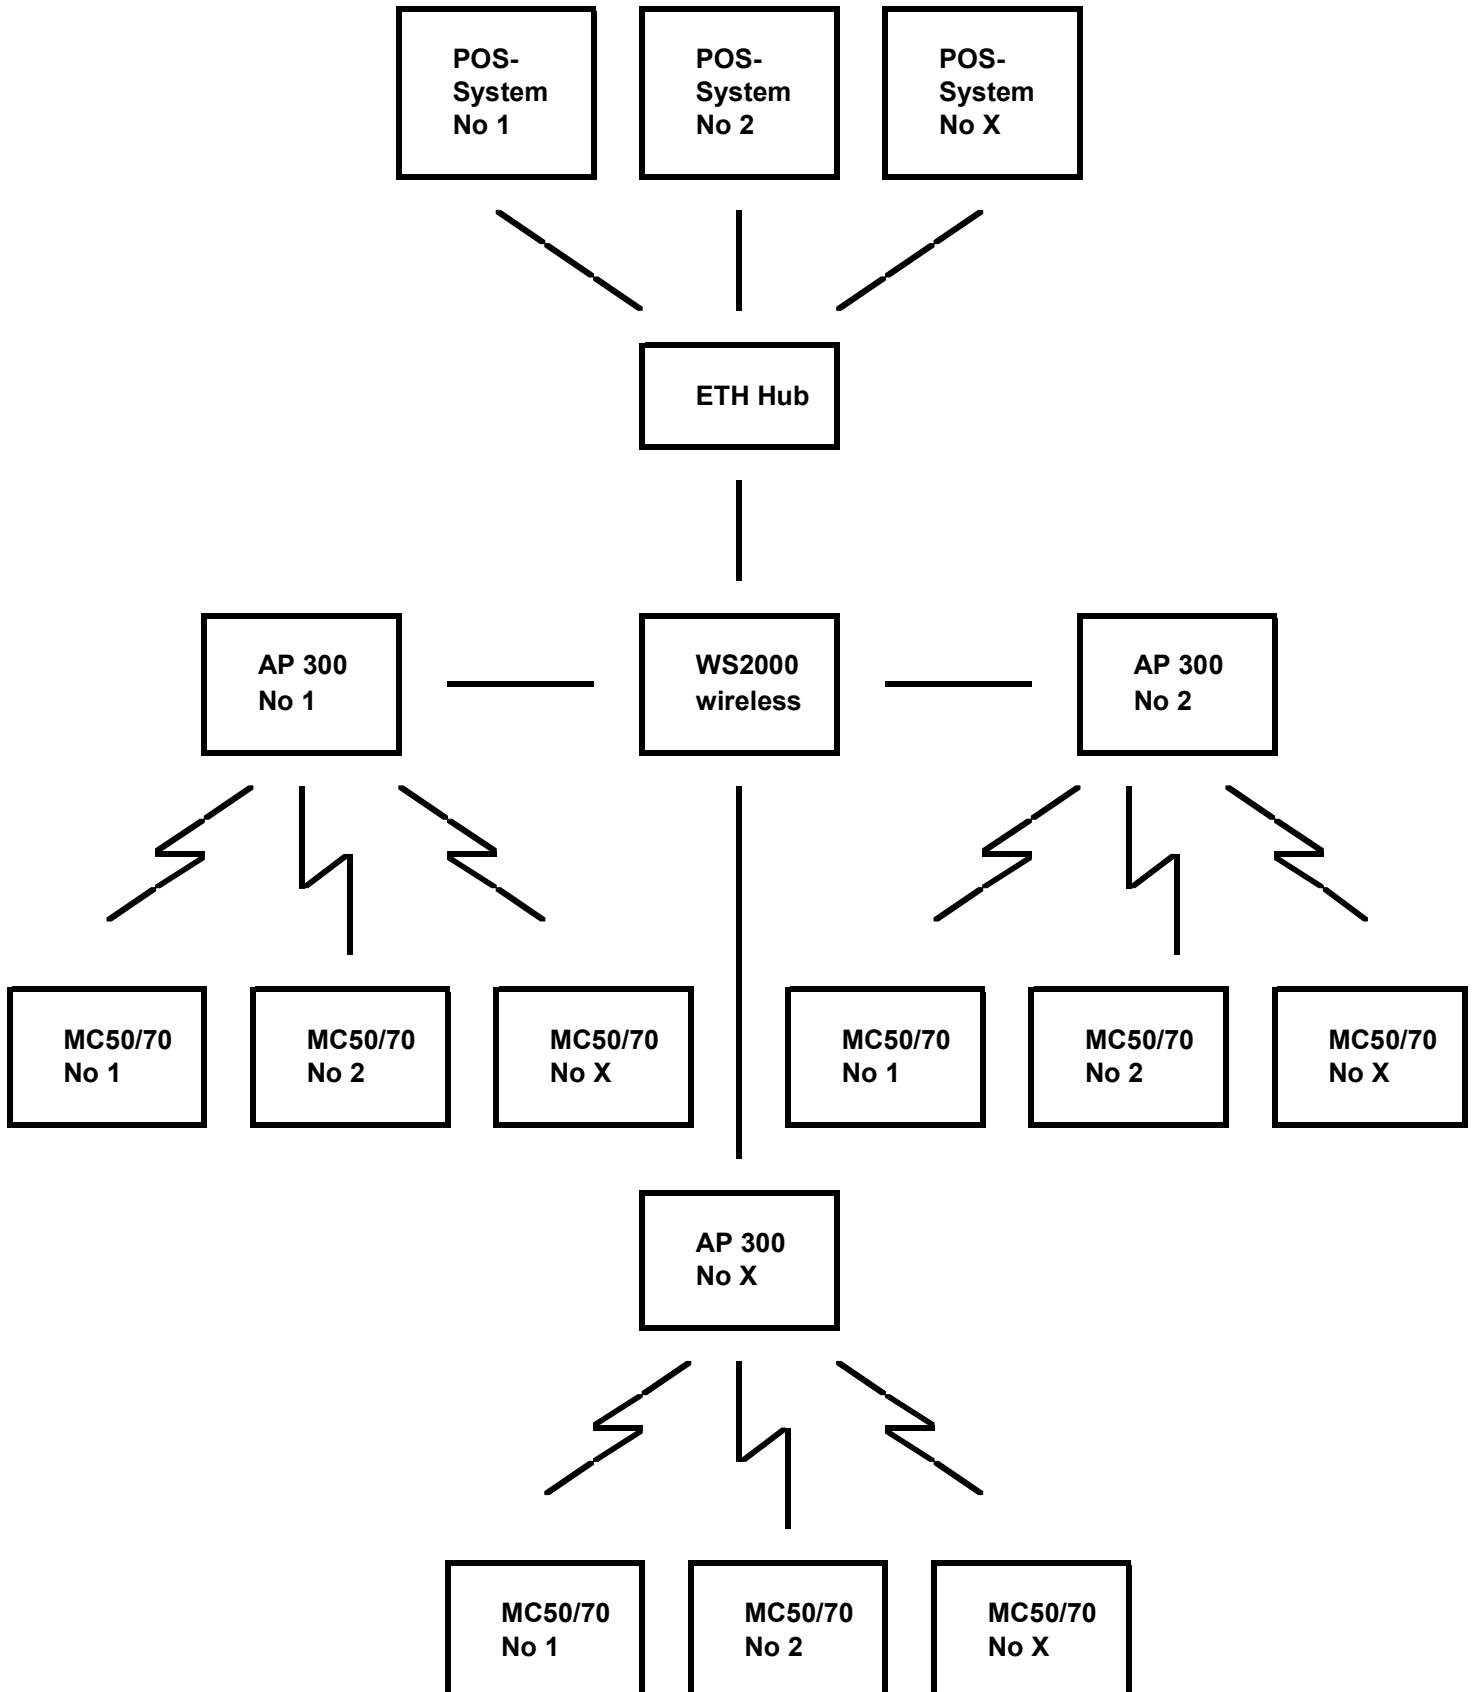 POS-
System
No 1
POS-
System
No 2
POS-
System
No X
ETH Hub
AP 300
No 1
WS2000
wireless
AP 300
No 2
MC50/70
No 1
MC50/70
No 2
MC50/70
No X
MC50/70
No 1
MC50/70
No 2
MC50/70
No X
AP 300
No X
MC50/70
No 1
MC50/70
No 2
MC50/70
No X